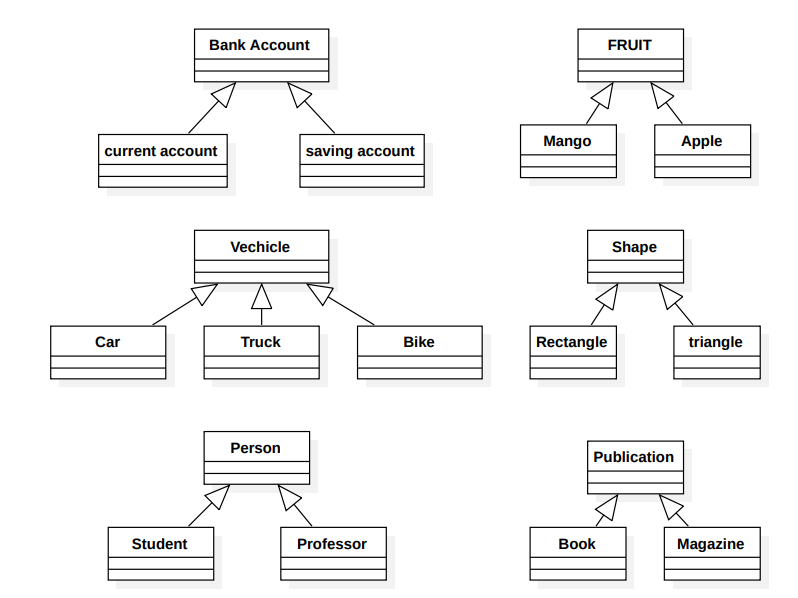 Bank Account
FRUIT
current account
saving account
Mango
Apple
Vechicle
Shape
Car
Truck
Bike
Rectangle
triangle
Person
Publication
Student
Professor
Book
Magazine